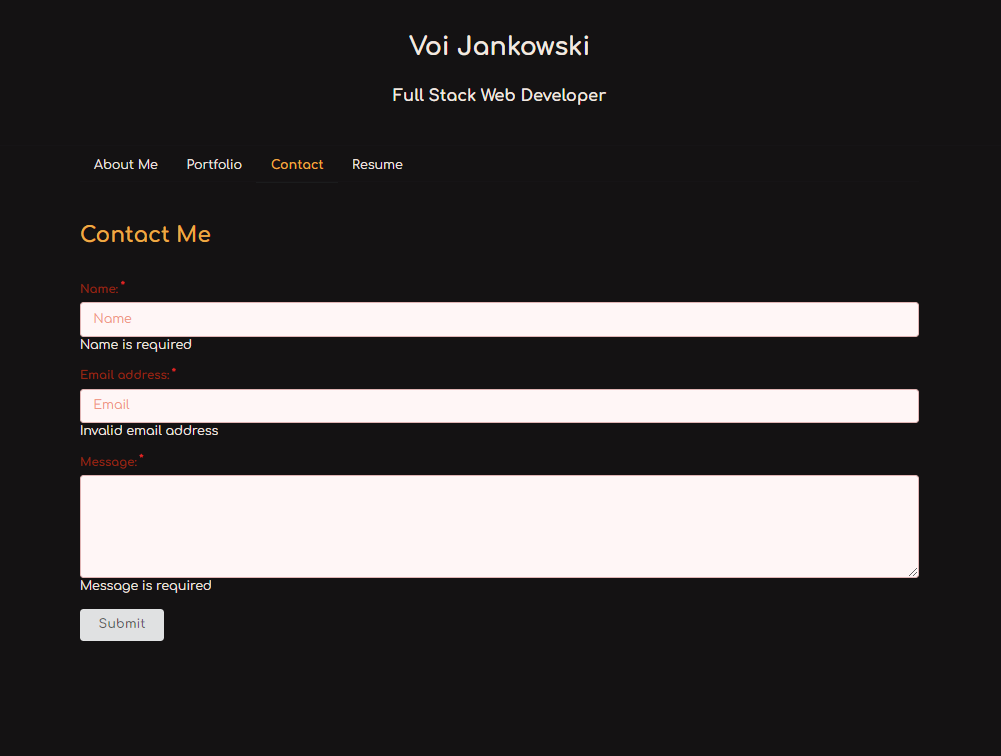 Voi Jankowski
Full Stack Web Developer
About Me Portfolio Contact Resume
Contact Me
Name:*
Name
Name is required
Email address:*
Email
Invalid email address
Message:*
Message is required
Submit